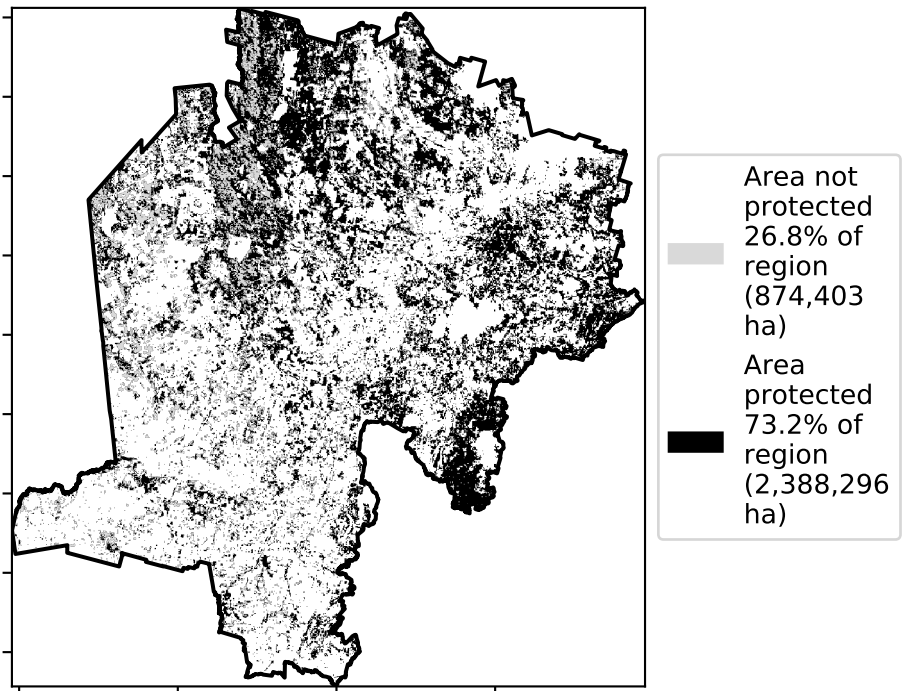 Area not
protected
26.8% of
region
(874,403
ha)
Area
protected
73.2% of
region
(2,388,296
ha)